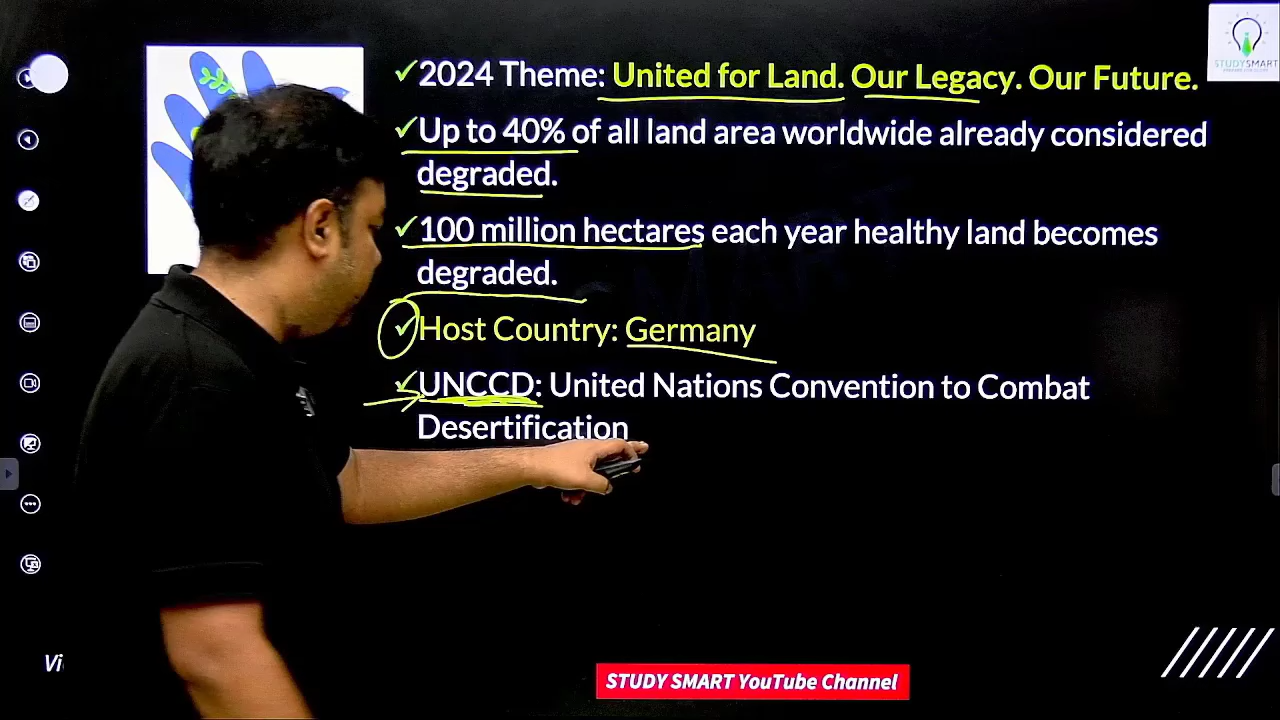 STUDYSMART
2024 Theme: United for Land. Our Legacy. Our Future.
Up to 40% of all land area worldwide already considered
degraded.
100 million hectares each year healthy land becomes
degraded.
Host Country: Germany
UNCCD: United Nations Convention to Combat
Desertification
Vi
STUDY SMART YouTube Channel